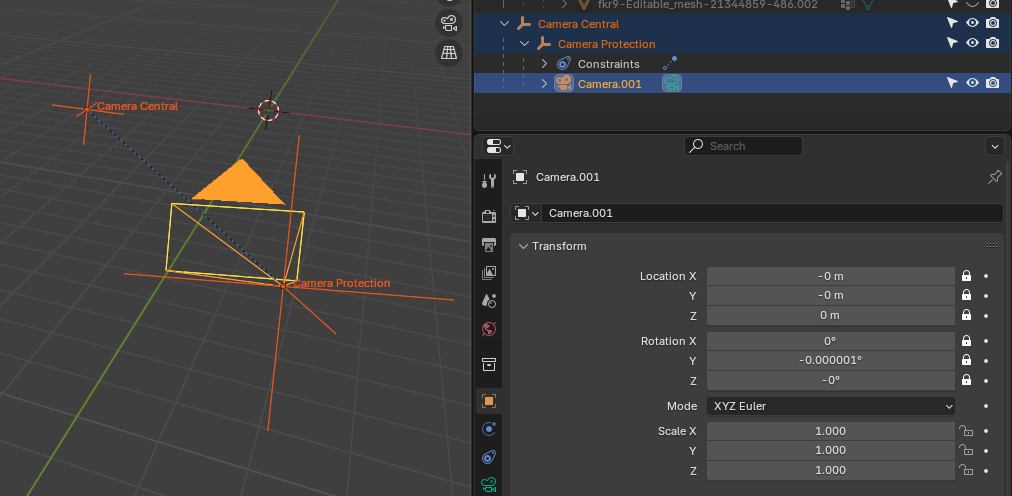 fkr9-Editable_mesh-21344859-486.002
Camera Central
Camera Protection
Constraints
Camera.001
Camera Central
Camera Protection
Search
Camera.001
Camera.001
Transform
Location X -0 m
Y -0 m
Z 0 m
Rotation X 0°
Y -0.000001°
Z -0°
Mode XYZ Euler
Scale X 1.000
Y 1.000
Z 1.000